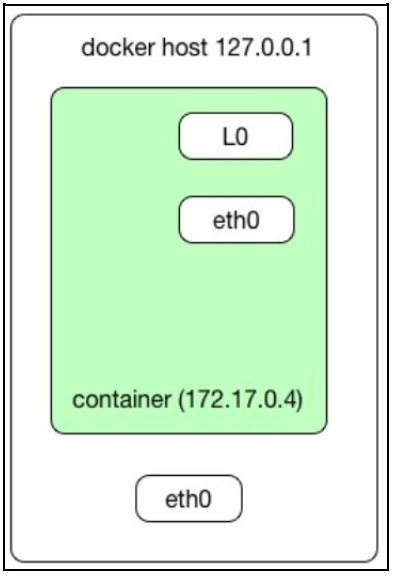 docker host 127.0.0.1
L0
eth0
container (172.17.0.4)
eth0